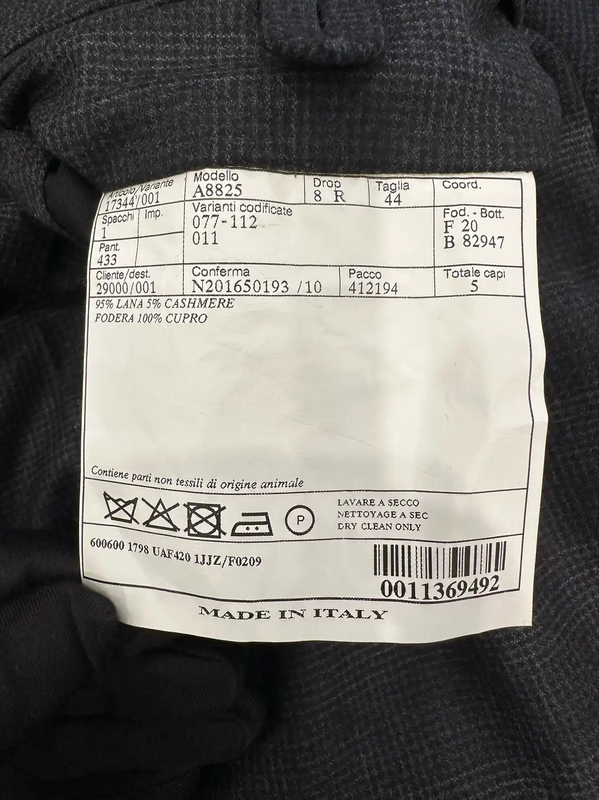 Articolo/Variante Modello Drop Taglia Coord.
17344/001 A8825 8 R 44
Spacchi Imp. Varianti codificate Fod. - Bott.
1 077-112 F 20
Pant. 011 B 82947
433
Cliente/dest. Conferma Pacco Totale capi
29000/001 N201650193 /10 412194 5
95% LANA 5% CASHMERE
FODERA 100% CUPRO
Contiene parti non tessili di origine animale
P
LAVARE A SECCO
NETTOYAGE A SEC
DRY CLEAN ONLY
600600 1798 UAF420 1JJZ/F0209
0011369492
MADE IN ITALY